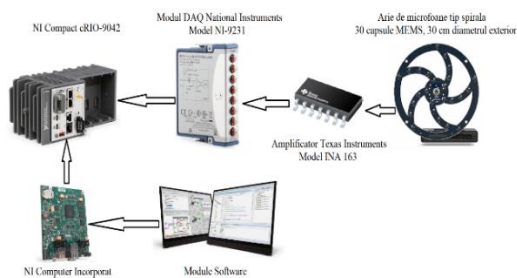 NI Compact cRIO-9042
Modul DAQ National Instruments
Model NI-9231
Arie de microfoane tip spirala
30 capsule MEMS, 30 cm diametrul exterior
Amplificator Texas Instruments
Model INA 163
NI Computer Incorporat
Module Software